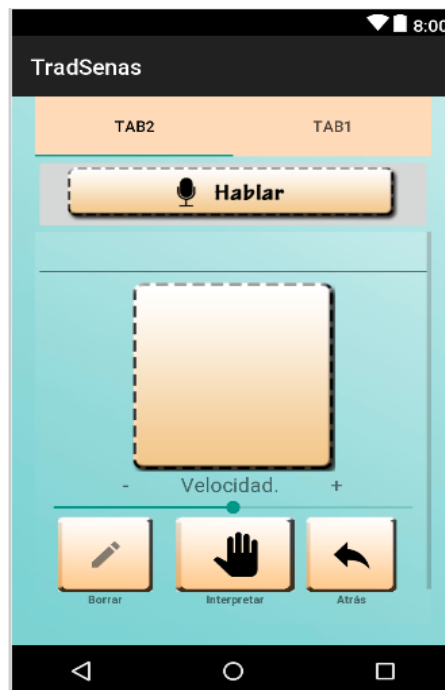 8:00
TradSenas
TAB2 TAB1
Hablar
- Velocidad. +
Borrar Interpretar Atrás